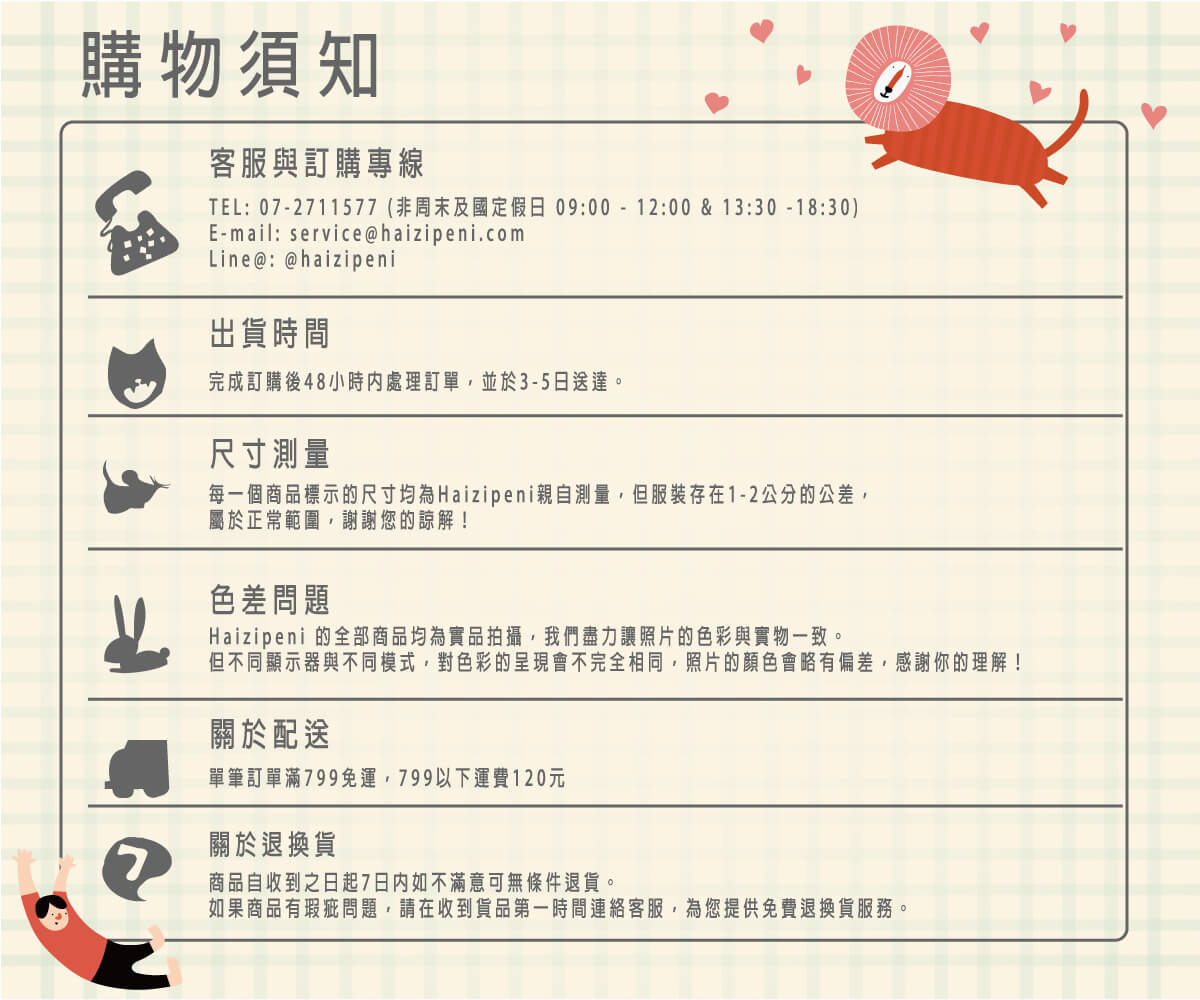 購物須知
客服與訂購專線
TEL: 07-2711577 (非周末及國定假日 09:00 - 12:00 & 13:30 -18:30)
E-mail: service@haizipeni.com
Line@: @haizipeni
出貨時間
完成訂購後48小時內處理訂單，並於3-5日送達。
尺寸測量
每一個商品標示的尺寸均為Haizipeni親自測量，但服裝存在1-2公分的公差，
屬於正常範圍，謝謝您的諒解！
色差問題
Haizipeni 的全部商品均為實品拍攝，我們盡力讓照片的色彩與實物一致。
但不同顯示器與不同模式，對色彩的呈現會不完全相同，照片的顏色會略有偏差，感謝你的理解！
關於配送
單筆訂單滿799免運，799以下運費120元
關於退換貨
7
商品自收到之日起7日內如不滿意可無條件退貨。
如果商品有瑕疵問題，請在收到貨品第一時間連絡客服，為您提供免費退換貨服務。